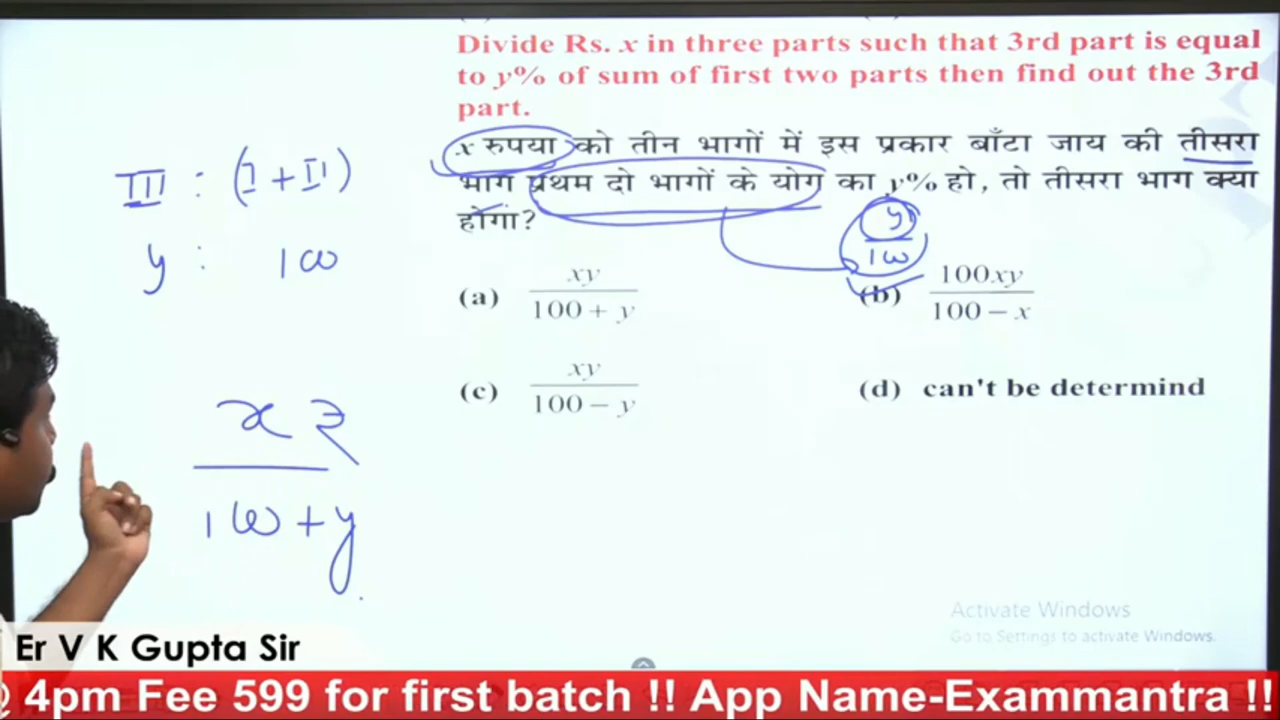 Divide Rs. x in three parts such that 3rd part is equal
to y% of sum of first two parts then find out the 3rd
part.
x रुपया को तीन भागों में इस प्रकार बाँटा जाय की तीसरा
भाग प्रथम दो भागों के योग का y% हो, तो तीसरा भाग क्या
होगा?
III : (I + II)
y : 100
y
100
(a) xy
100 + y
(b) 100xy
100 – x
(c) xy
100 – y
(d) can't be determind
x ₹
100 + y
Activate Windows
Go to Settings to activate Windows.
Er V K Gupta Sir
4pm Fee 599 for first batch !! App Name-Exammantra !!